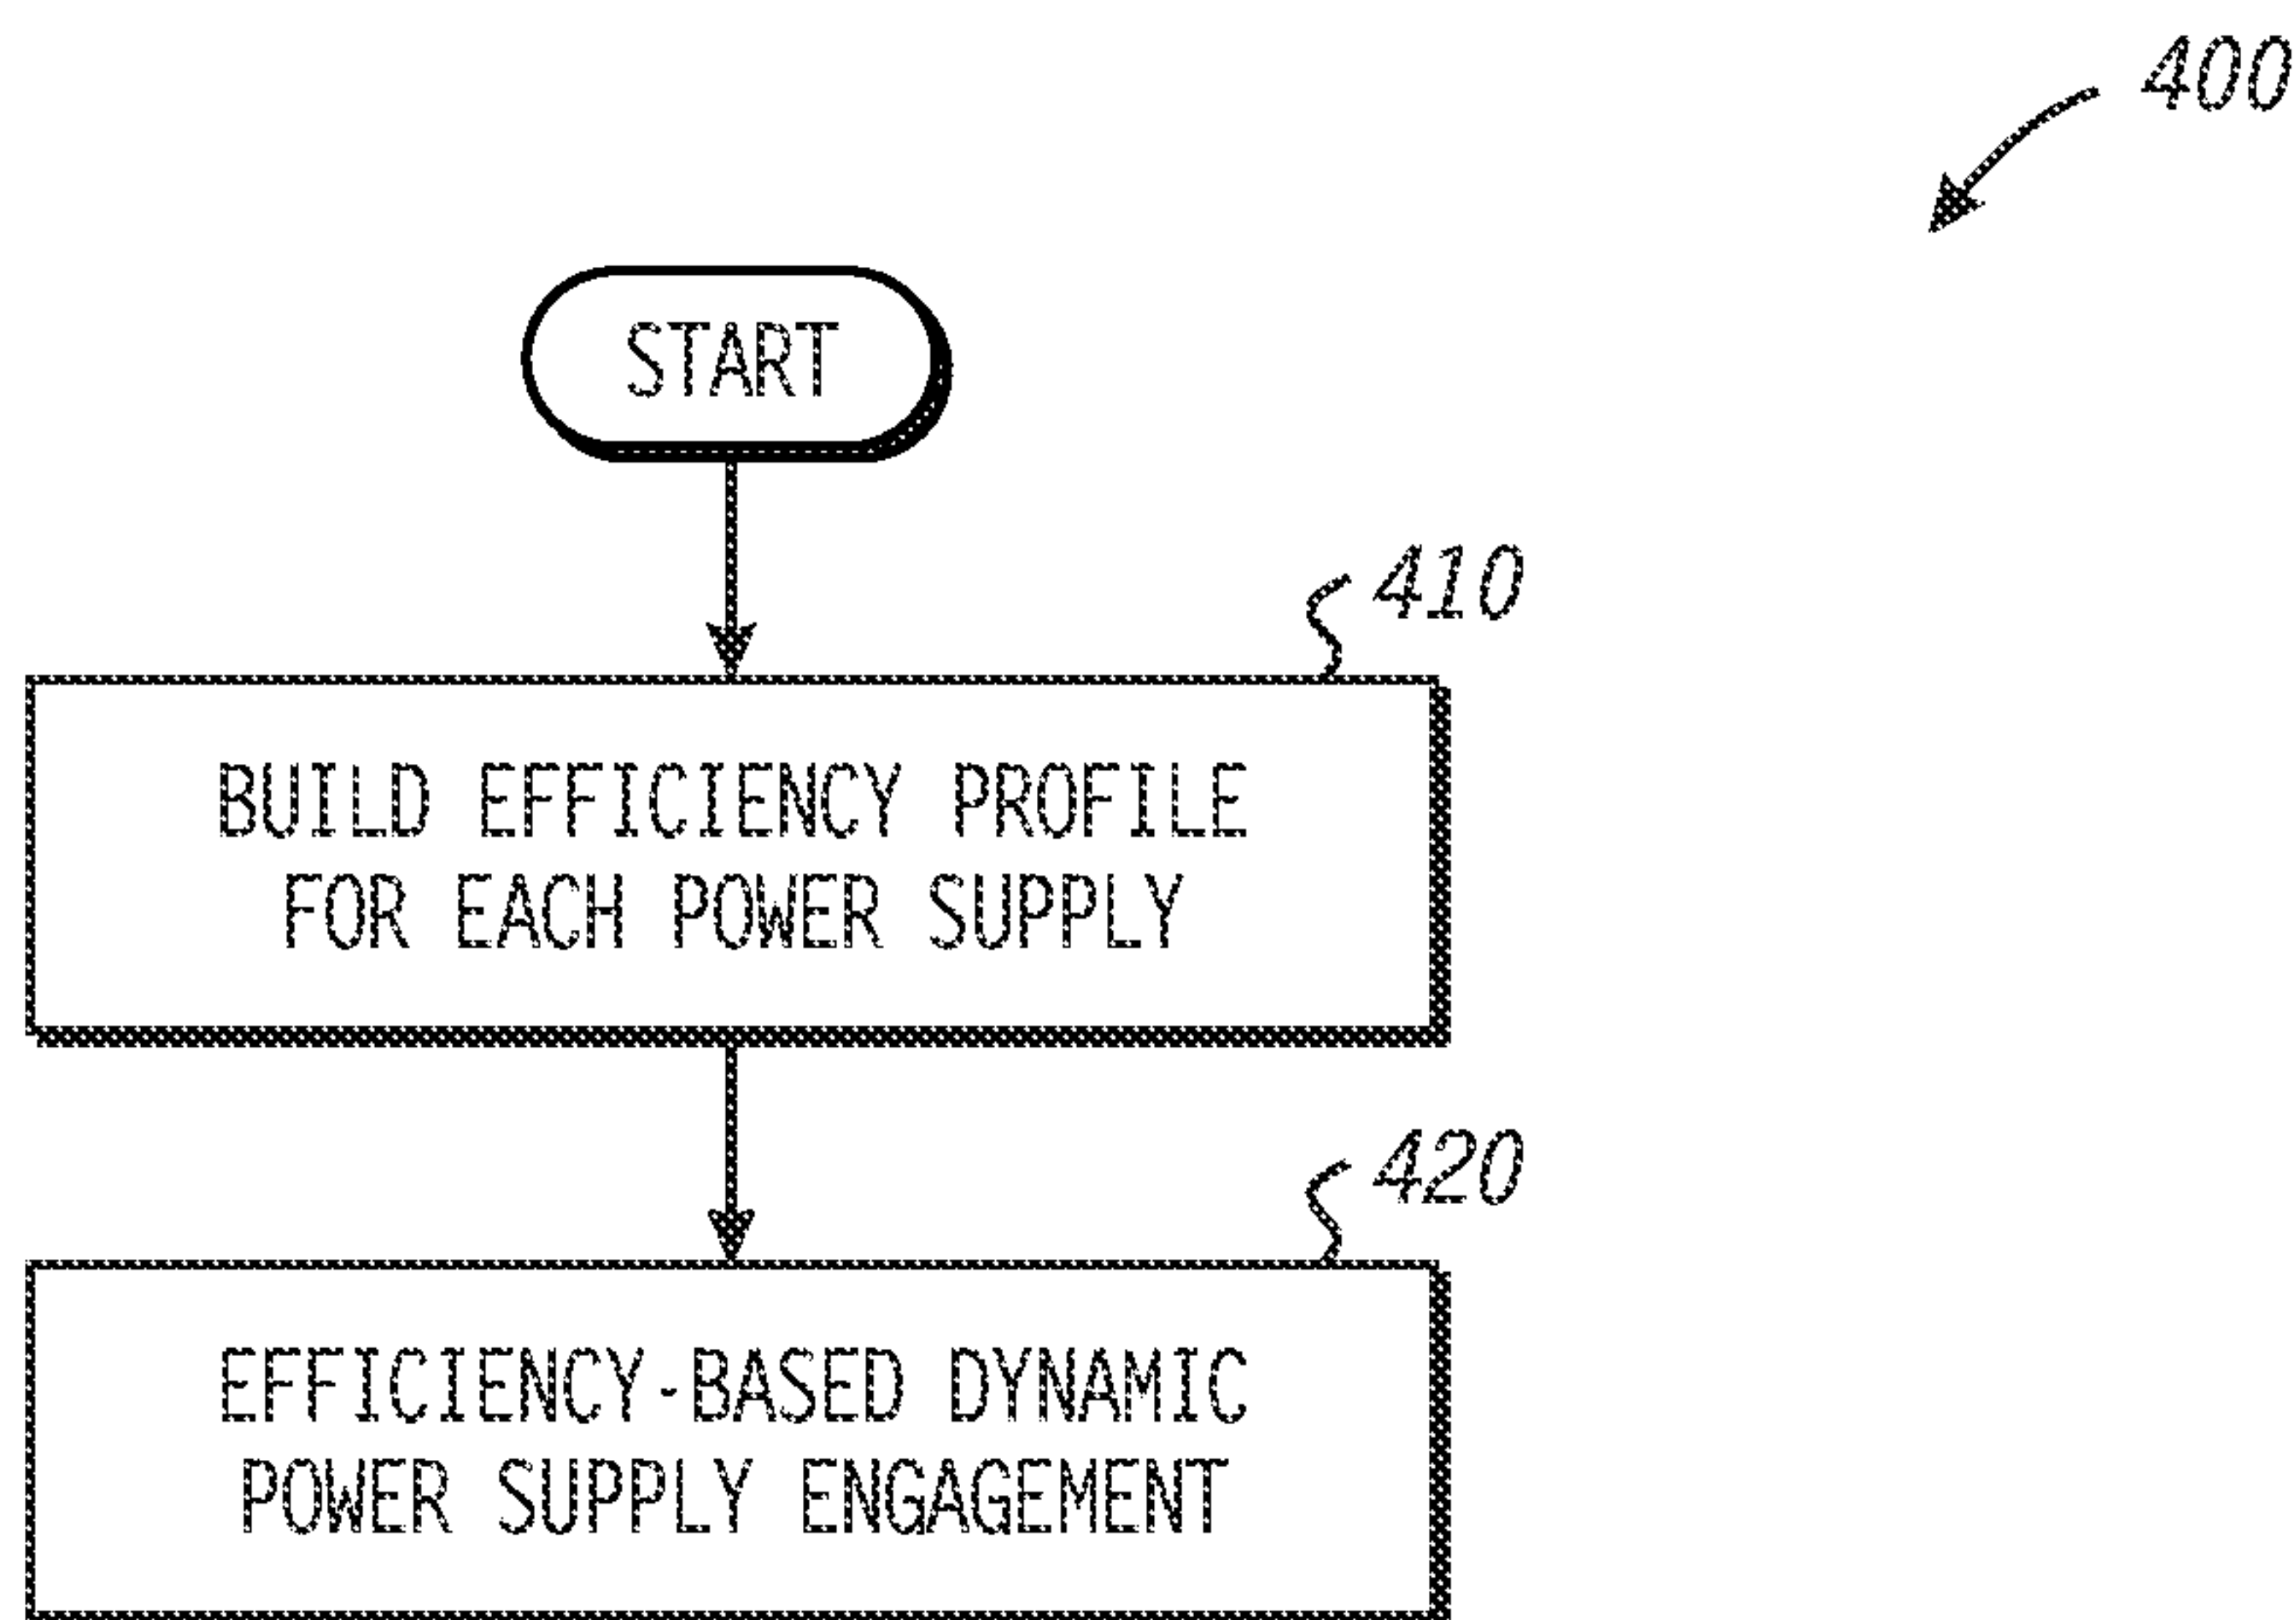 400
START
410
BUILD EFFICIENCY PROFILE
FOR EACH POWER SUPPLY
420
EFFICIENCY-BASED DYNAMIC
POWER SUPPLY ENGAGEMENT